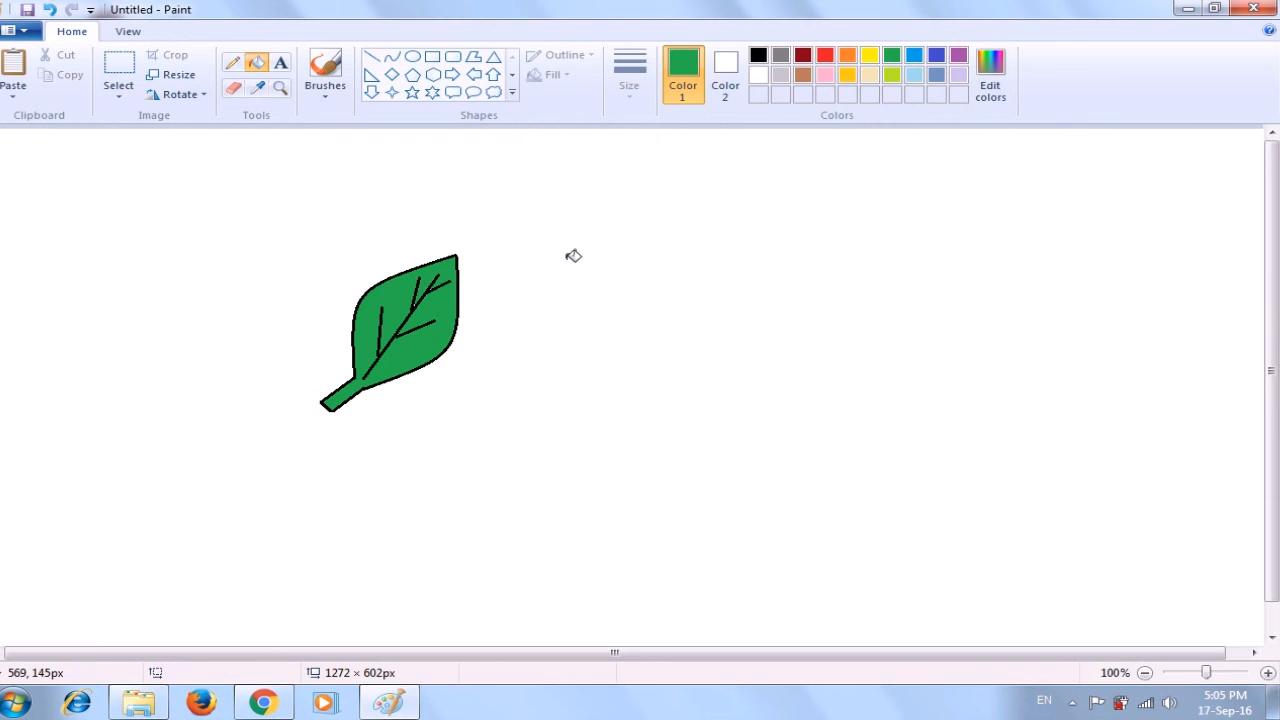 Untitled - Paint
Home View
Paste
Cut
Copy
Clipboard
Select
Crop
Resize
Rotate
Image
A
Tools
Brushes
Shapes
Outline
Fill
Size
Color 1
Color 2
Edit colors
Colors
569, 145px
1272 × 602px
100%
EN
5:05 PM
17-Sep-16